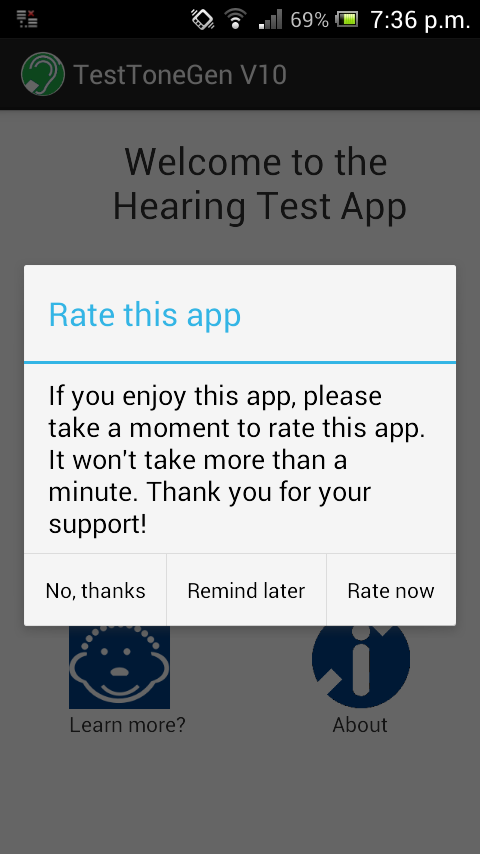 69% 7:36 p.m.
TestToneGen V10
Welcome to the
Hearing Test App
Rate this app
If you enjoy this app, please
take a moment to rate this app.
It won't take more than a
minute. Thank you for your
support!
No, thanks
Remind later
Rate now
Learn more?
About